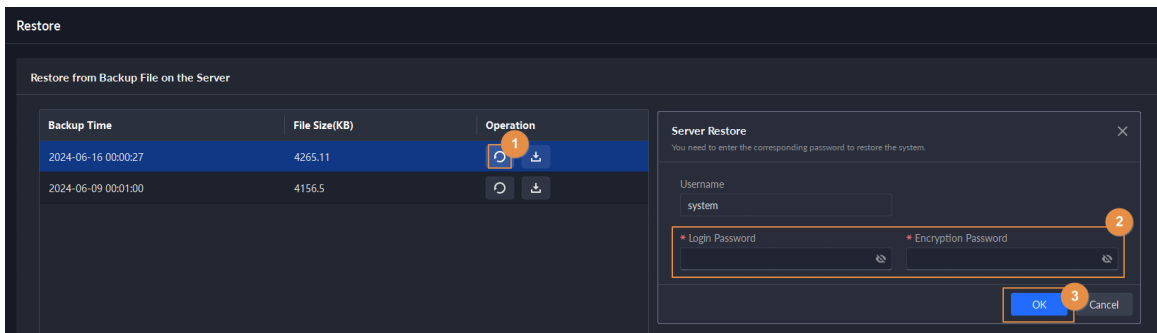 Restore
Restore from Backup File on the Server
Backup Time File Size(KB) Operation
1
2024-06-16 00:00:27 4265.11
2024-06-09 00:01:00 4156.5
Server Restore
You need to enter the corresponding password to restore the system.
Username
system
2
* Login Password * Encryption Password
OK 3 Cancel